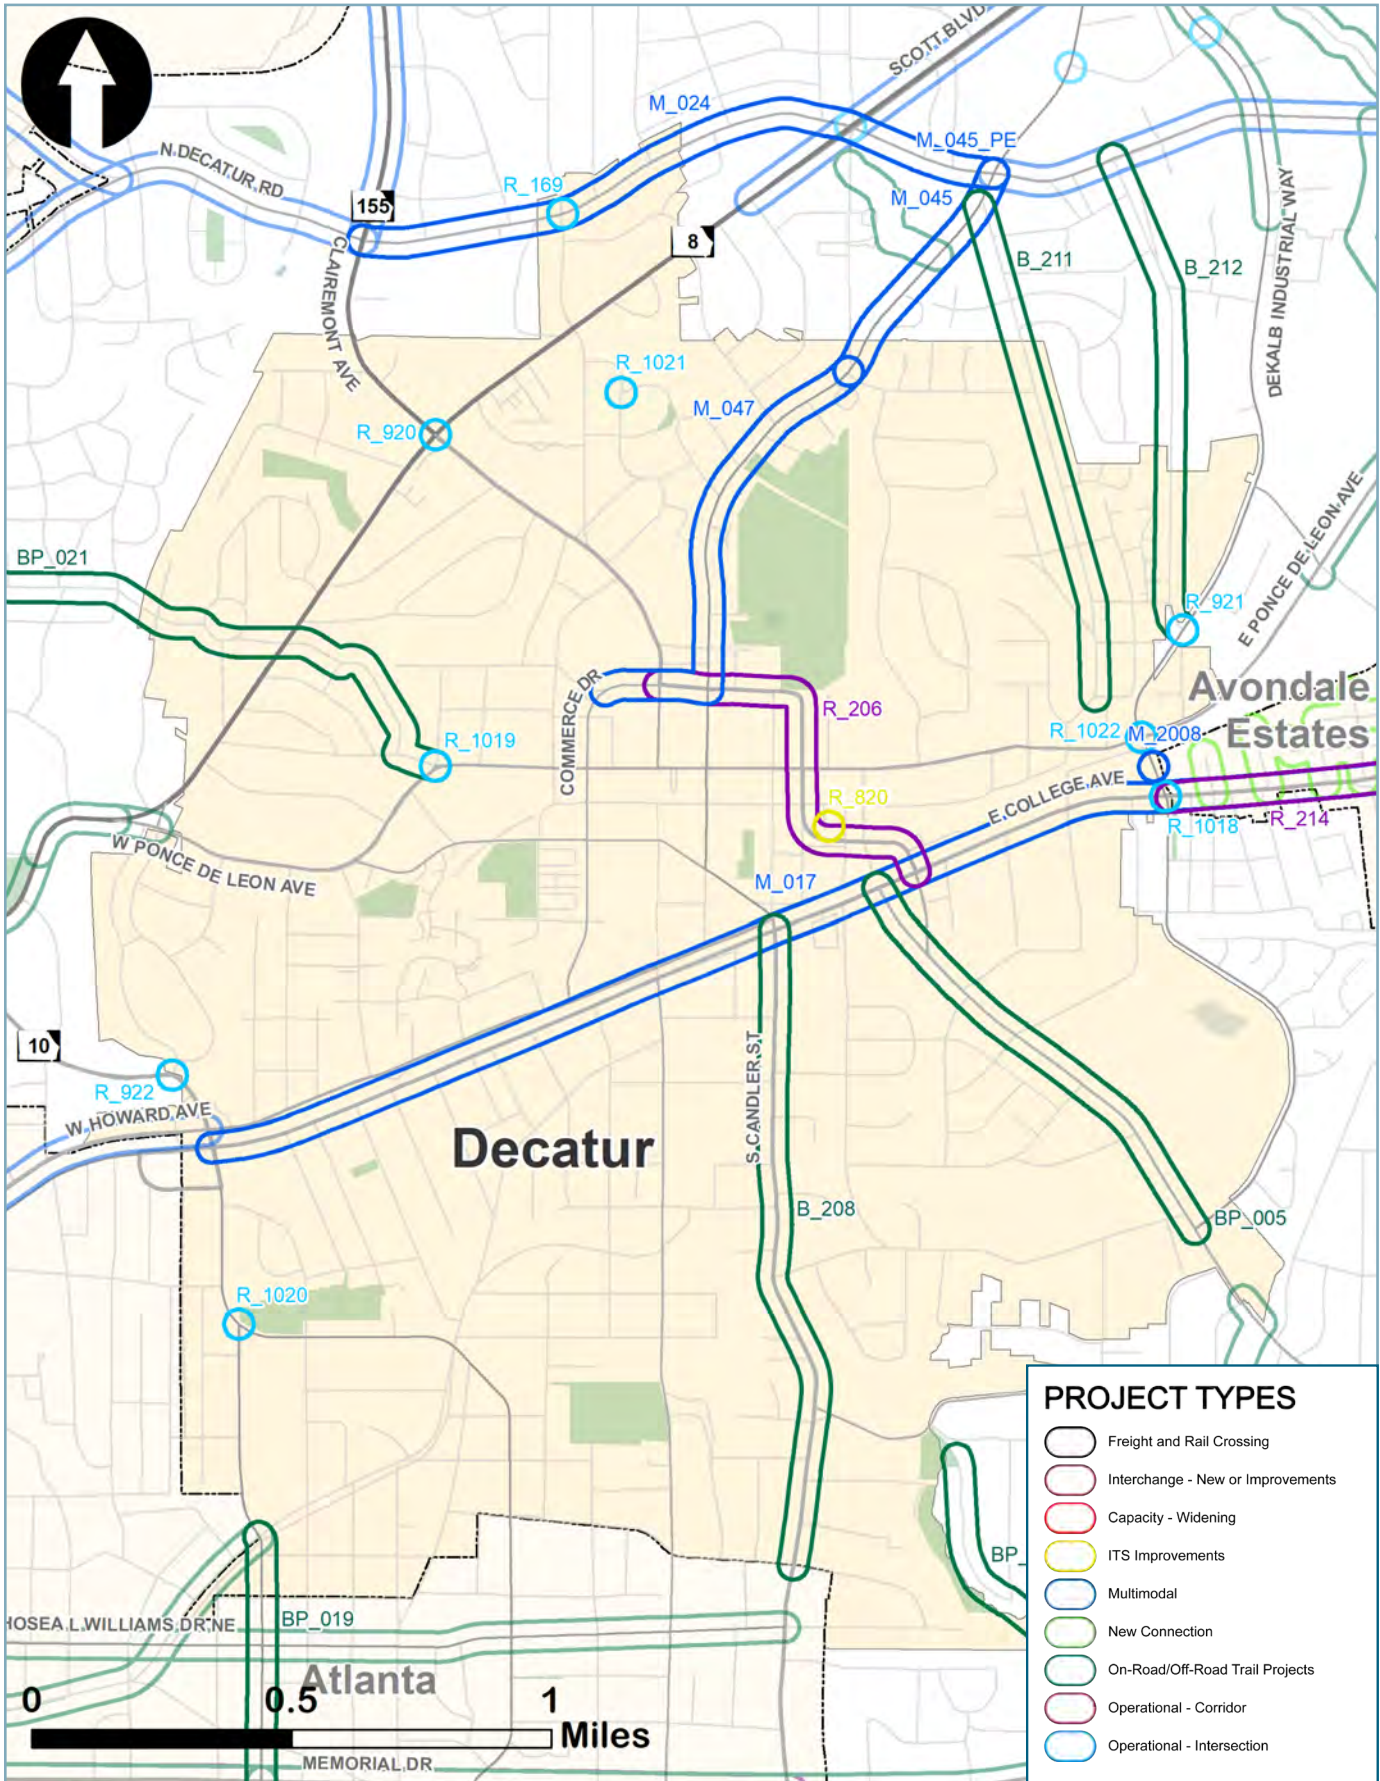 SCOTT BLVD
M_024
M_045_PE
N DECATUR RD
R_169
155
M_045
8
B_211
B_212
DEKALB INDUSTRIAL WAY
CLAIREMONT AVE
R_1021
M_047
R_920
BP_021
E PONCE DE LEON AVE
R_921
Avondale
Estates
COMMERCE DR
R_206
R_1022
M_2008
R_1019
E COLLEGE AVE
R_820
R_1018
R_214
W PONCE DE LEON AVE
M_017
10
R_922
W HOWARD AVE
S CANDLER ST
Decatur
B_208
BP_005
R_1020
BP_
HOSEA L WILLIAMS DR NE
BP_019
Atlanta
0
0.5
1
Miles
MEMORIAL DR
PROJECT TYPES
Freight and Rail Crossing
Interchange - New or Improvements
Capacity - Widening
ITS Improvements
Multimodal
New Connection
On-Road/Off-Road Trail Projects
Operational - Corridor
Operational - Intersection